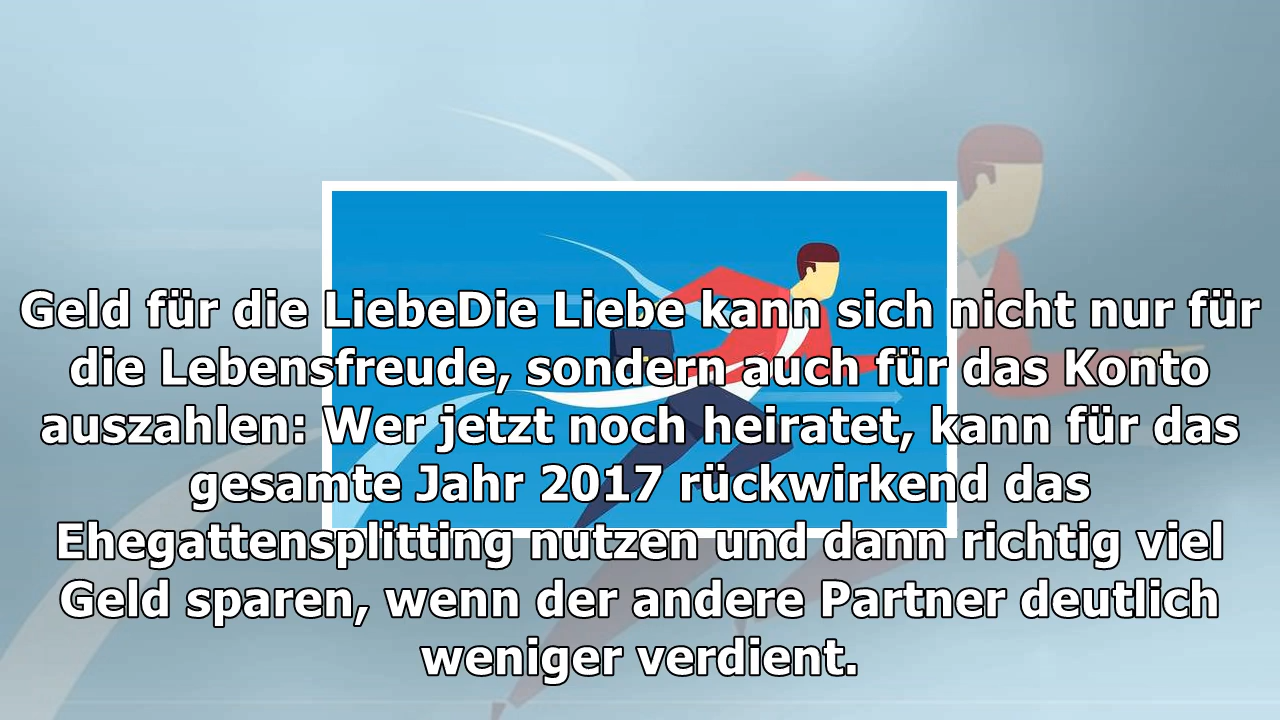 Geld für die LiebeDie Liebe kann sich nicht nur für
die Lebensfreude, sondern auch für das Konto
auszahlen: Wer jetzt noch heiratet, kann für das
gesamte Jahr 2017 rückwirkend das
Ehegattensplitting nutzen und dann richtig viel
Geld sparen, wenn der andere Partner deutlich
weniger verdient.